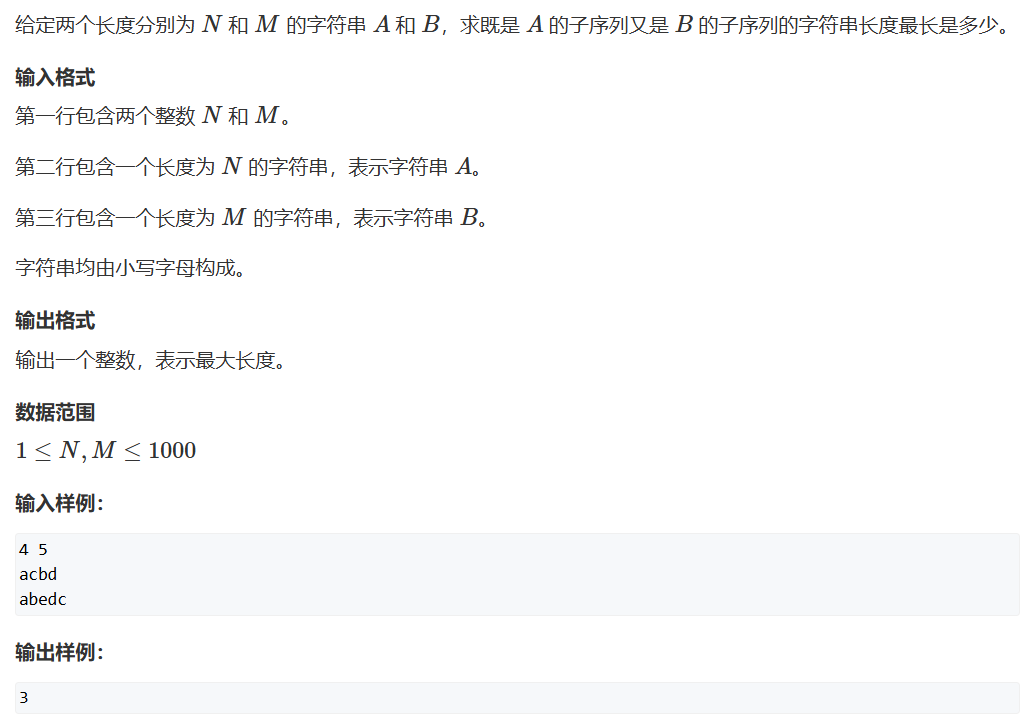 给定两个长度分别为 N 和 M 的字符串 A 和 B，求既是 A 的子序列又是 B 的子序列的字符串长度最长是多少。
输入格式
第一行包含两个整数 N 和 M。
第二行包含一个长度为 N 的字符串，表示字符串 A。
第三行包含一个长度为 M 的字符串，表示字符串 B。
字符串均由小写字母构成。
输出格式
输出一个整数，表示最大长度。
数据范围
1 ≤ N, M ≤ 1000
输入样例：
4 5
acbd
abedc
输出样例：
3